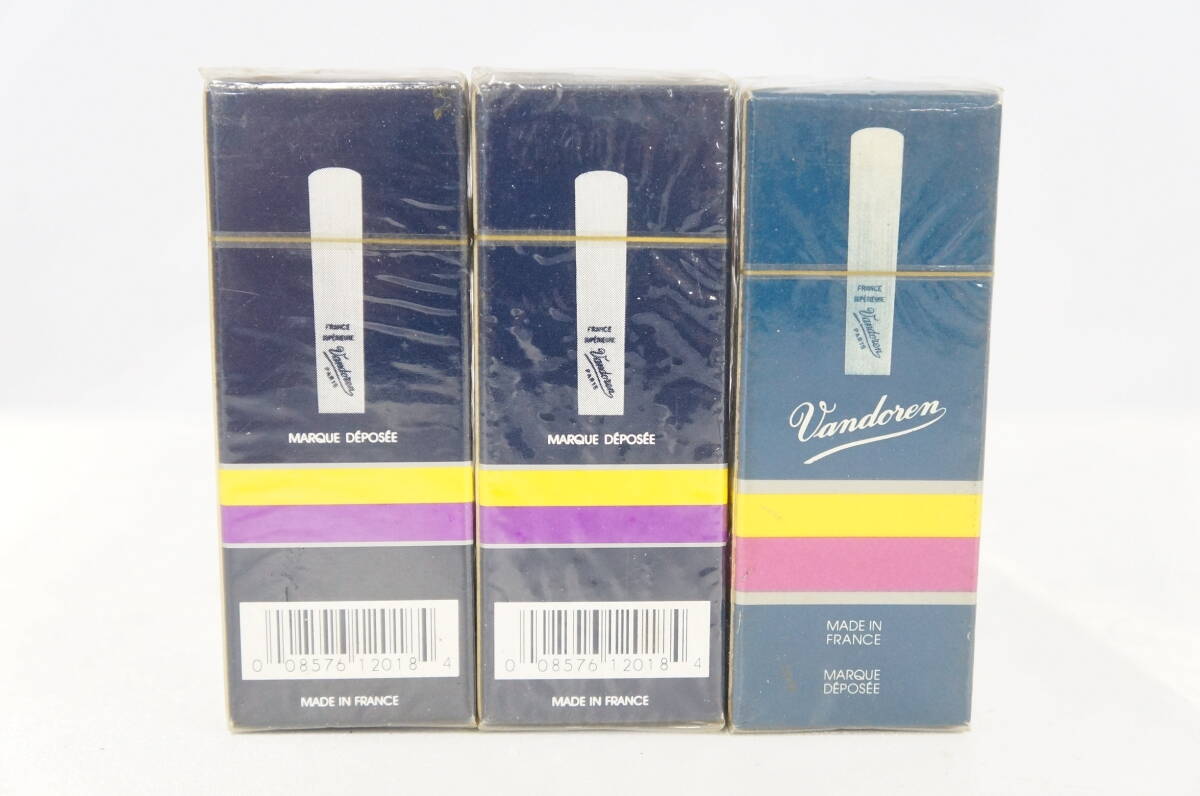 FRANCE
SUPÉRIEURE
Vandoren
PARIS
MARQUE DÉPOSÉE
0 08576 12018 4
MADE IN FRANCE
FRANCE
SUPÉRIEURE
Vandoren
PARIS
MARQUE DÉPOSÉE
0 08576 12018 4
MADE IN FRANCE
FRANCE
SUPÉRIEURE
Vandoren
PARIS
Vandoren
MADE IN
FRANCE
MARQUE
DÉPOSÉE